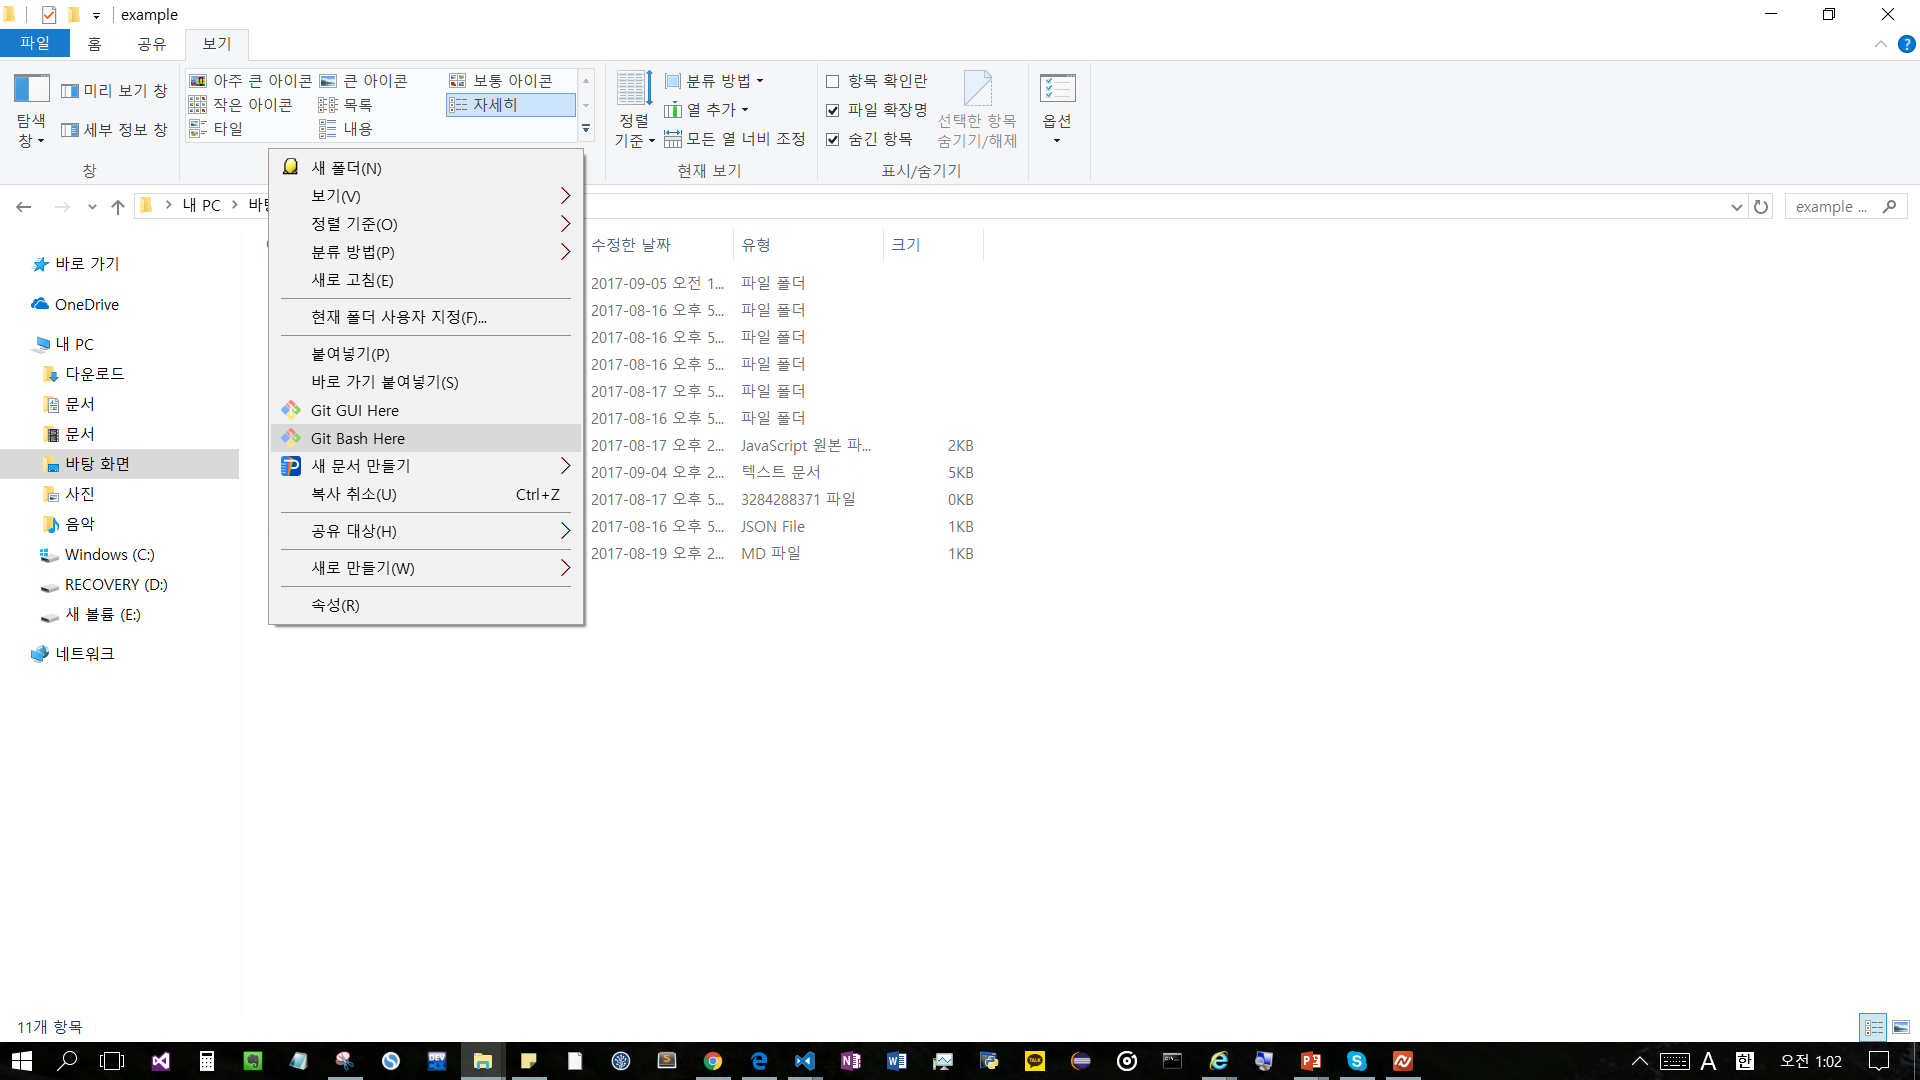 example
파일 홈 공유 보기
탐색 창
미리 보기 창
세부 정보 창
창
아주 큰 아이콘 큰 아이콘 보통 아이콘
작은 아이콘 목록 자세히
타일 내용
정렬 기준
분류 방법
열 추가
모든 열 너비 조정
현재 보기
항목 확인란
파일 확장명
숨긴 항목
선택한 항목 숨기기/해제
표시/숨기기
옵션
내 PC
example ...
바로 가기
OneDrive
내 PC
다운로드
문서
문서
바탕 화면
사진
음악
Windows (C:)
RECOVERY (D:)
새 볼륨 (E:)
네트워크
새 폴더(N)
보기(V)
정렬 기준(O)
분류 방법(P)
새로 고침(E)
현재 폴더 사용자 지정(F)...
붙여넣기(P)
바로 가기 붙여넣기(S)
Git GUI Here
Git Bash Here
새 문서 만들기
복사 취소(U) Ctrl+Z
공유 대상(H)
새로 만들기(W)
속성(R)
수정한 날짜 유형 크기
2017-09-05 오전 1... 파일 폴더
2017-08-16 오후 5... 파일 폴더
2017-08-16 오후 5... 파일 폴더
2017-08-16 오후 5... 파일 폴더
2017-08-17 오후 5... 파일 폴더
2017-08-16 오후 5... 파일 폴더
2017-08-17 오후 2... JavaScript 원본 파... 2KB
2017-09-04 오후 2... 텍스트 문서 5KB
2017-08-17 오후 5... 3284288371 파일 0KB
2017-08-16 오후 5... JSON File 1KB
2017-08-19 오후 2... MD 파일 1KB
11개 항목
A 한 오전 1:02